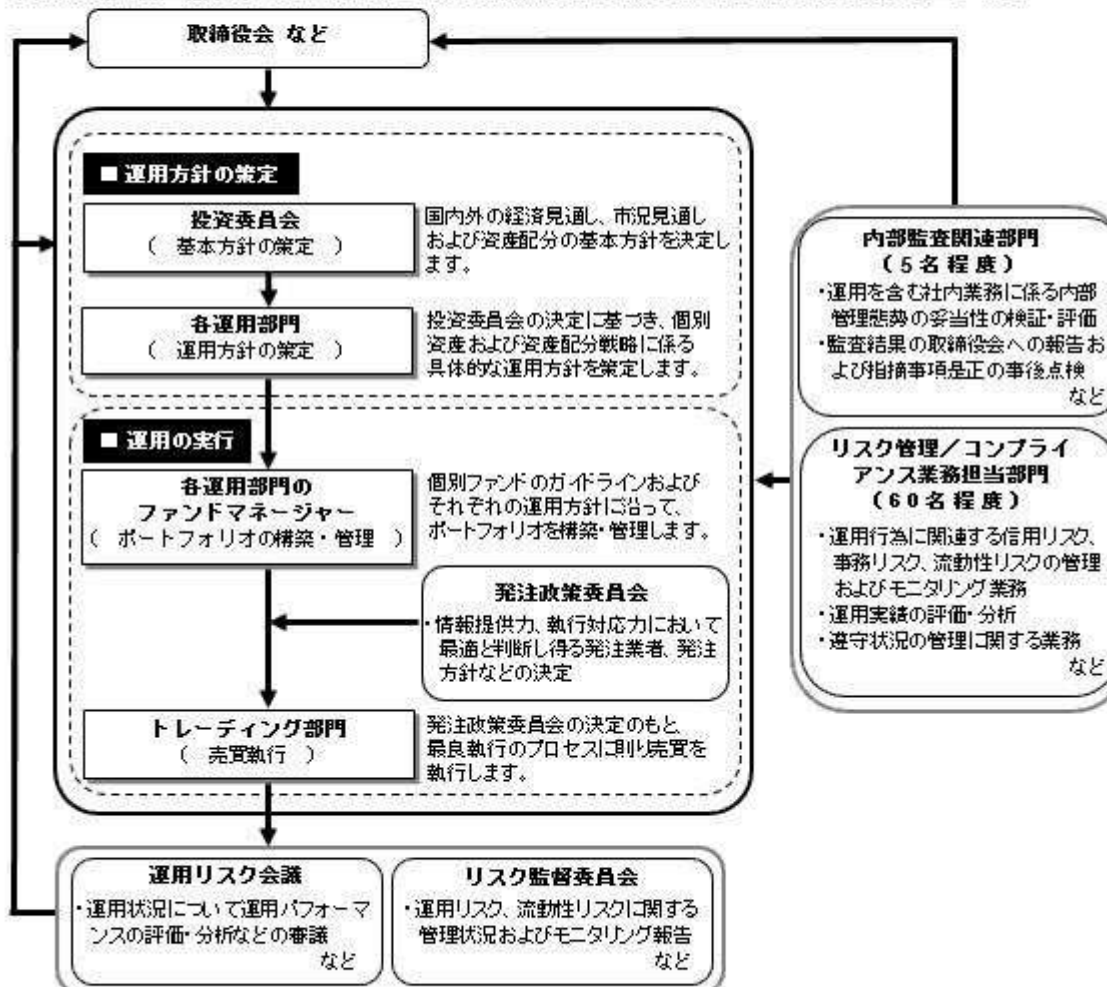 取締役会 など
■ 運用方針の策定
投資委員会
( 基本方針の策定 )
国内外の経済見通し、市況見通し
および資産配分の基本方針を決定し
ます。
各運用部門
( 運用方針の策定 )
投資委員会の決定に基づき、個別
資産および資産配分戦略に係る
具体的な運用方針を策定します。
■ 運用の実行
各運用部門の
ファンドマネージャー
( ポートフォリオの構築・管理 )
個別ファンドのガイドラインおよび
それぞれの運用方針に沿って、
ポートフォリオを構築・管理します。
発注政策委員会
・情報提供力、執行対応力において
最適と判断し得る発注業者、発注
方針などの決定
トレーディング部門
( 売買執行 )
発注政策委員会の決定のもと、
最良執行のプロセスに則り売買を
執行します。
内部監査関連部門
(5名程度)
・運用を含む社内業務に係る内部
管理態勢の妥当性の検証・評価
・監査結果の取締役会への報告お
よび指摘事項是正の事後点検
など
リスク管理/コンプライ
アンス業務担当部門
(60名程度)
・運用行為に関連する信用リスク、
事務リスク、流動性リスクの管理
およびモニタリング業務
・運用実績の評価・分析
・遵守状況の管理に関する業務
など
運用リスク会議
・運用状況について運用パフォーマ
ンスの評価・分析などの審議
など
リスク監督委員会
・運用リスク、流動性リスクに関する
管理状況およびモニタリング報告
など